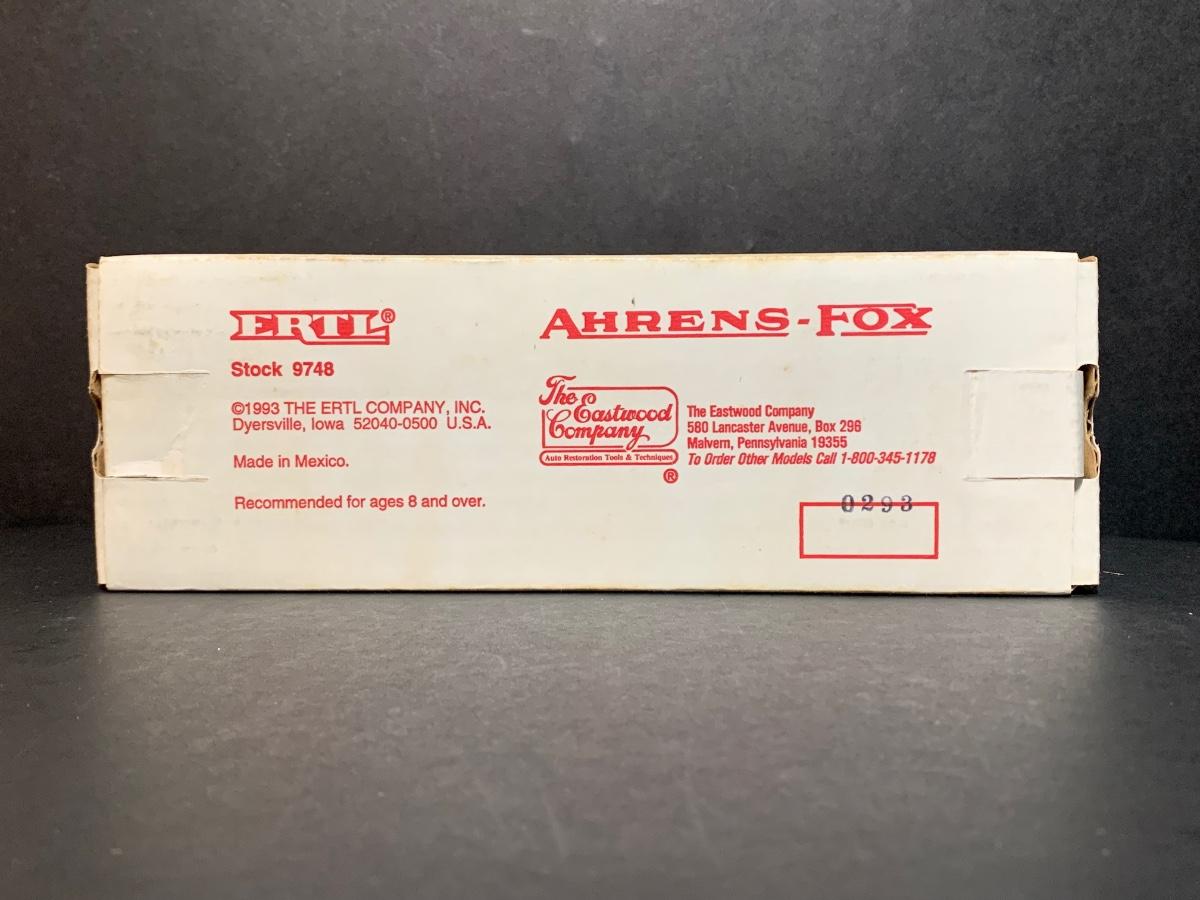 ERTL®
Stock 9748
©1993 THE ERTL COMPANY, INC.
Dyersville, Iowa 52040-0500 U.S.A.
Made in Mexico.
Recommended for ages 8 and over.
AHRENS-FOX
The
Eastwood
Company
Auto Restoration Tools & Techniques
®
The Eastwood Company
580 Lancaster Avenue, Box 296
Malvern, Pennsylvania 19355
To Order Other Models Call 1-800-345-1178
0293